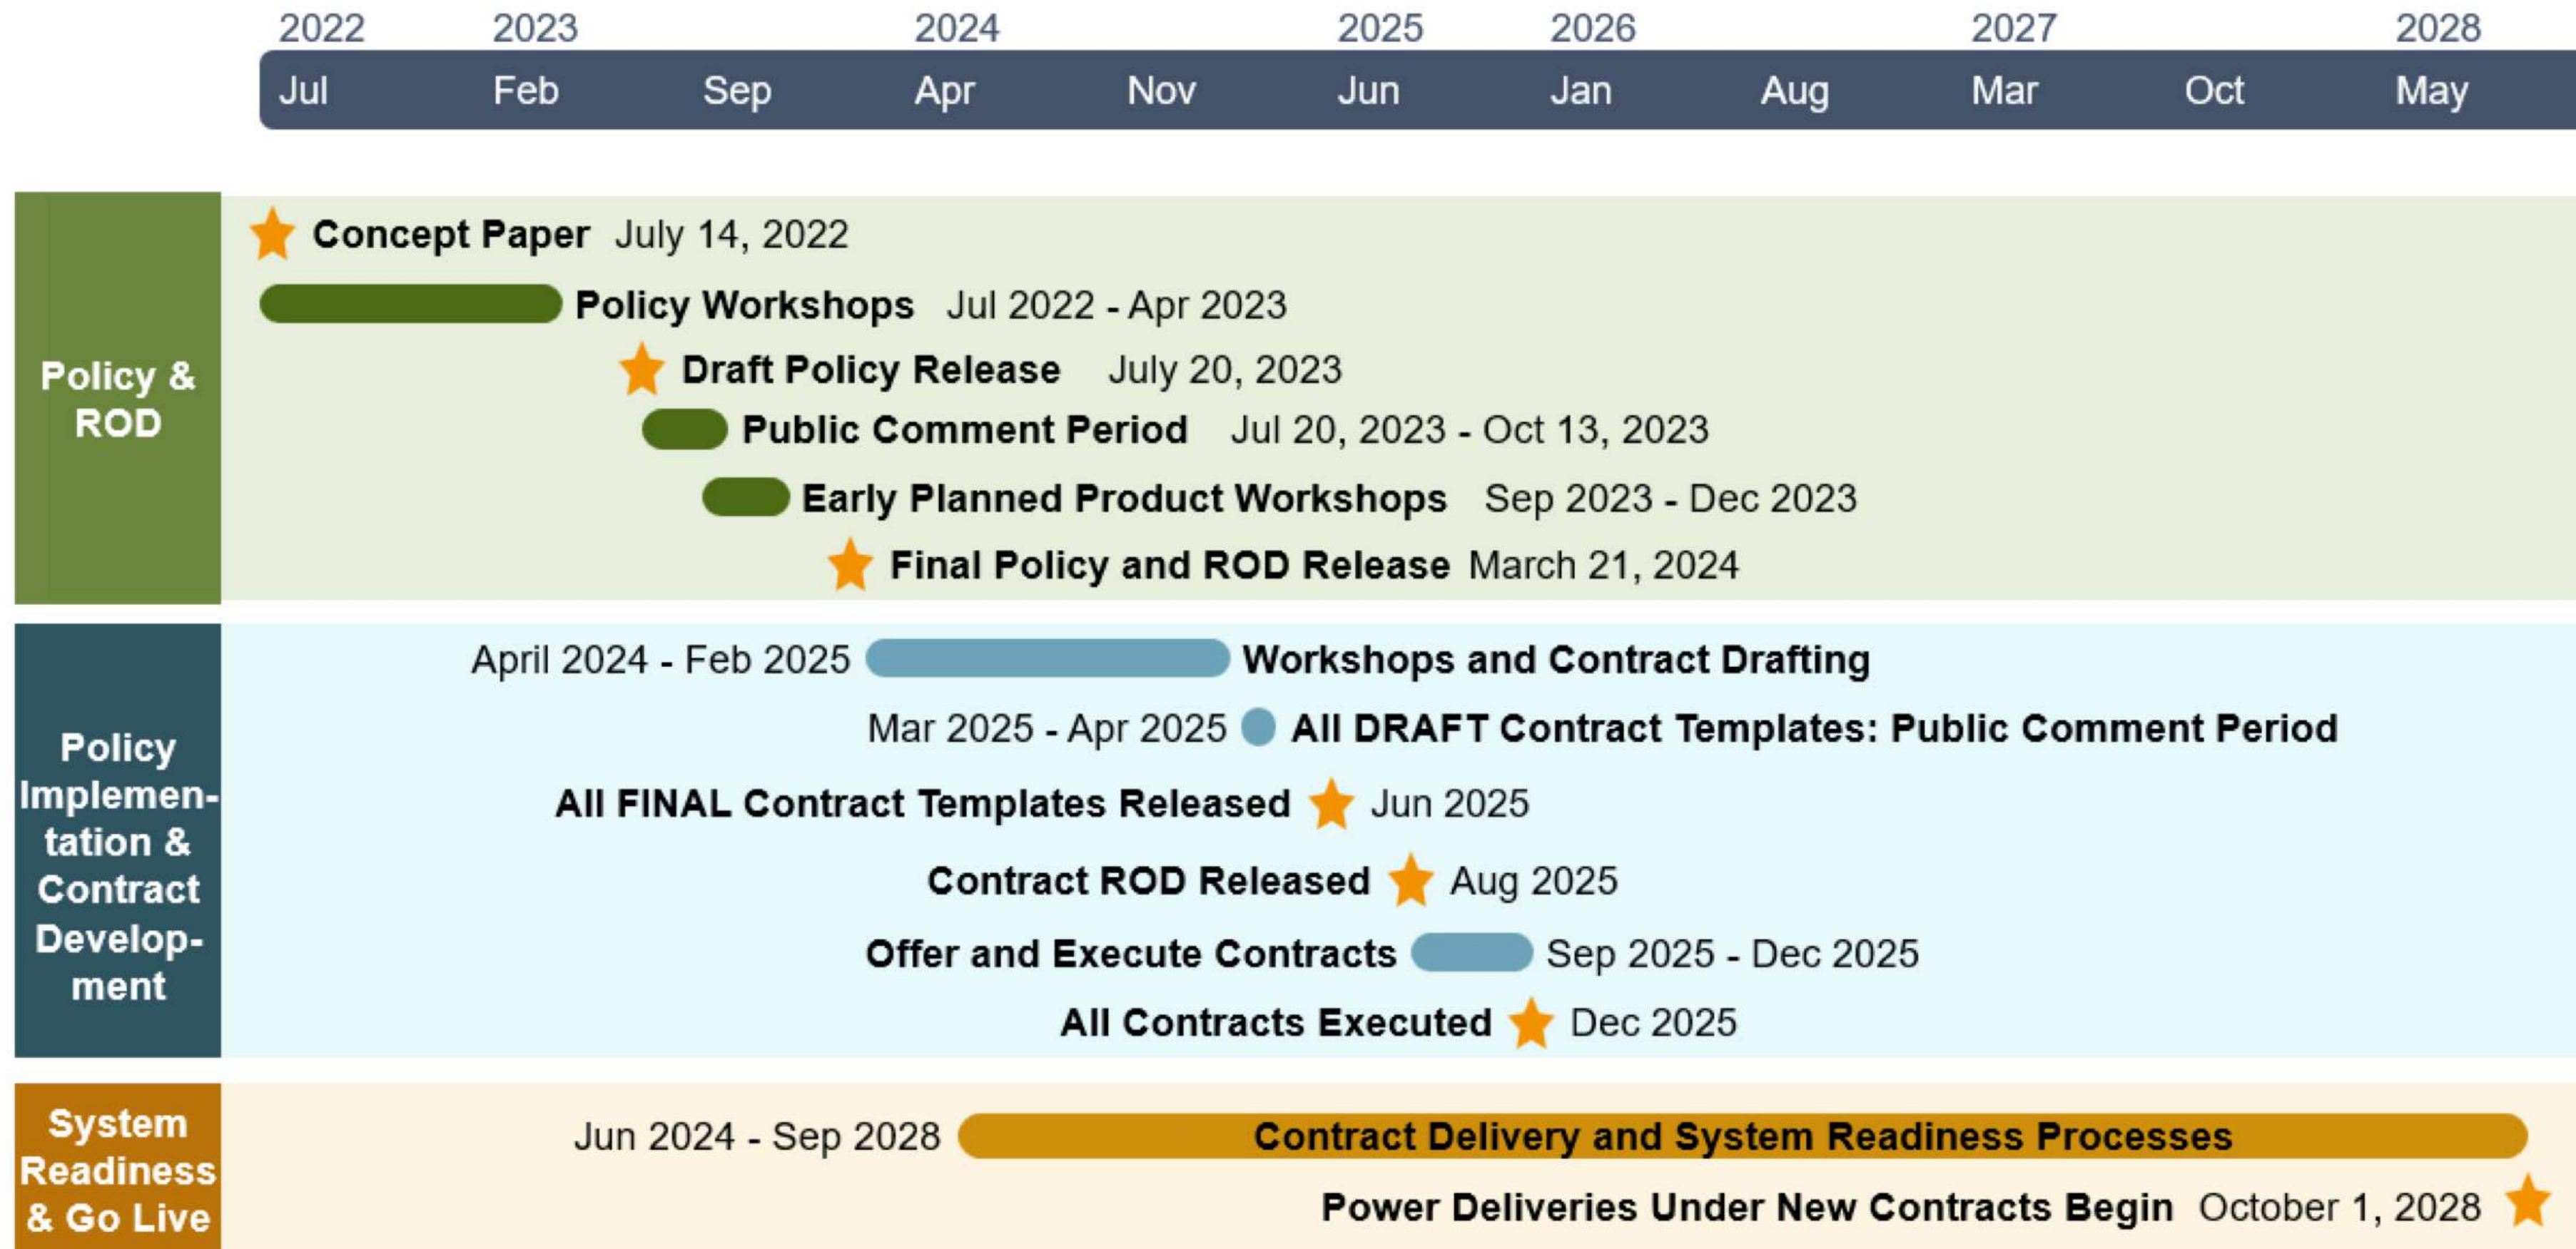 2022 2023 2024 2025 2026 2027 2028
Jul Feb Sep Apr Nov Jun Jan Aug Mar Oct May
Policy &
ROD
Concept Paper July 14, 2022
Policy Workshops Jul 2022 - Apr 2023
Draft Policy Release July 20, 2023
Public Comment Period Jul 20, 2023 - Oct 13, 2023
Early Planned Product Workshops Sep 2023 - Dec 2023
Final Policy and ROD Release March 21, 2024
Policy
Implemen-
tation &
Contract
Develop-
ment
April 2024 - Feb 2025 Workshops and Contract Drafting
Mar 2025 - Apr 2025 All DRAFT Contract Templates: Public Comment Period
All FINAL Contract Templates Released Jun 2025
Contract ROD Released Aug 2025
Offer and Execute Contracts Sep 2025 - Dec 2025
All Contracts Executed Dec 2025
System
Readiness
& Go Live
Jun 2024 - Sep 2028 Contract Delivery and System Readiness Processes
Power Deliveries Under New Contracts Begin October 1, 2028